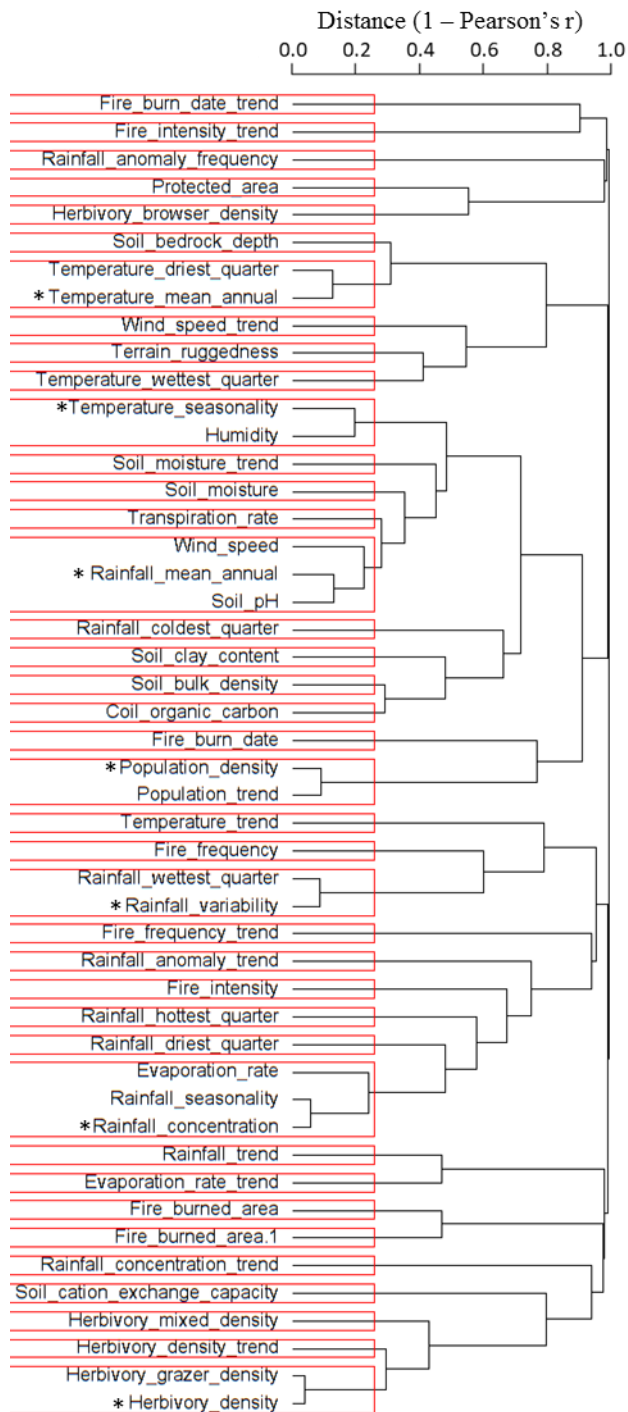 Distance (1 – Pearson's r)
0.0 0.2 0.4 0.6 0.8 1.0
Fire_burn_date_trend
Fire_intensity_trend
Rainfall_anomaly_frequency
Protected_area
Herbivory_browser_density
Soil_bedrock_depth
Temperature_driest_quarter
* Temperature_mean_annual
Wind_speed_trend
Terrain_ruggedness
Temperature_wettest_quarter
*Temperature_seasonality
Humidity
Soil_moisture_trend
Soil_moisture
Transpiration_rate
Wind_speed
* Rainfall_mean_annual
Soil_pH
Rainfall_coldest_quarter
Soil_clay_content
Soil_bulk_density
Coil_organic_carbon
Fire_burn_date
*Population_density
Population_trend
Temperature_trend
Fire_frequency
Rainfall_wettest_quarter
* Rainfall_variability
Fire_frequency_trend
Rainfall_anomaly_trend
Fire_intensity
Rainfall_hottest_quarter
Rainfall_driest_quarter
Evaporation_rate
Rainfall_seasonality
*Rainfall_concentration
Rainfall_trend
Evaporation_rate_trend
Fire_burned_area
Fire_burned_area.1
Rainfall_concentration_trend
Soil_cation_exchange_capacity
Herbivory_mixed_density
Herbivory_density_trend
Herbivory_grazer_density
* Herbivory_density